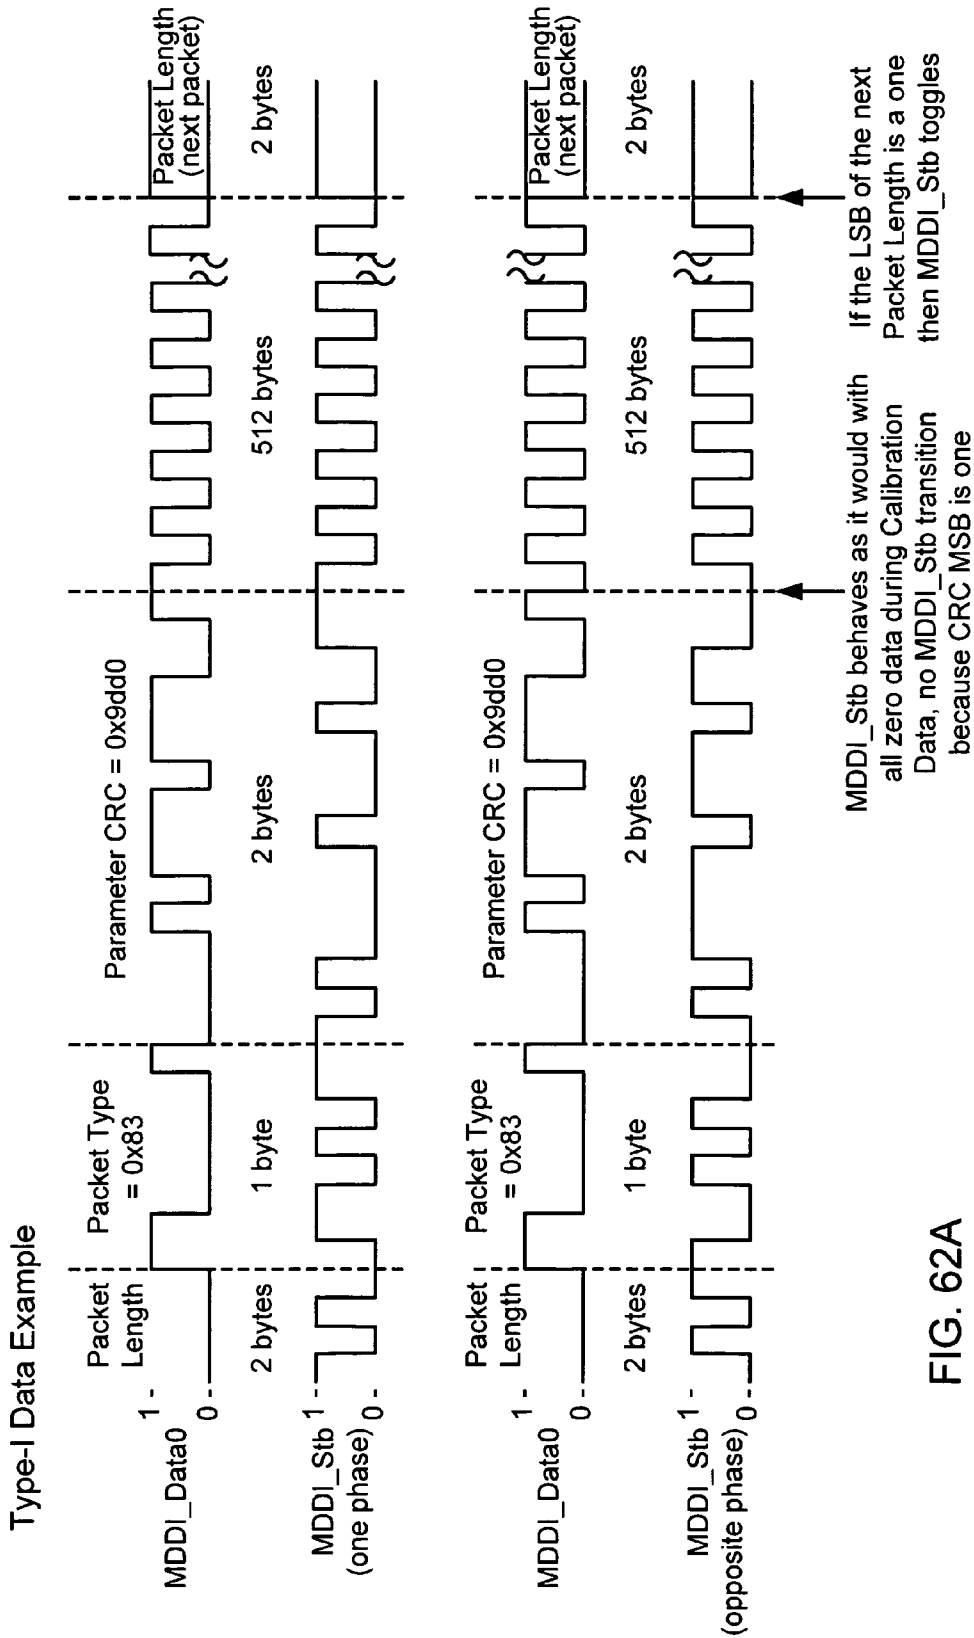 Type-I Data Example
MDDI_Data0
1 -
0 -
Packet
Length
Packet Type
= 0x83
Parameter CRC = 0x9dd0
Packet Length
(next packet)
2 bytes
1 byte
2 bytes
512 bytes
2 bytes
MDDI_Stb
(one phase)
1 -
0 -
MDDI_Data0
1 -
0 -
Packet
Length
Packet Type
= 0x83
Parameter CRC = 0x9dd0
Packet Length
(next packet)
2 bytes
1 byte
2 bytes
512 bytes
2 bytes
MDDI_Stb
(opposite phase)
1 -
0 -
MDDI_Stb behaves as it would with
all zero data during Calibration
Data, no MDDI_Stb transition
because CRC MSB is one
If the LSB of the next
Packet Length is a one
then MDDI_Stb toggles
FIG. 62A